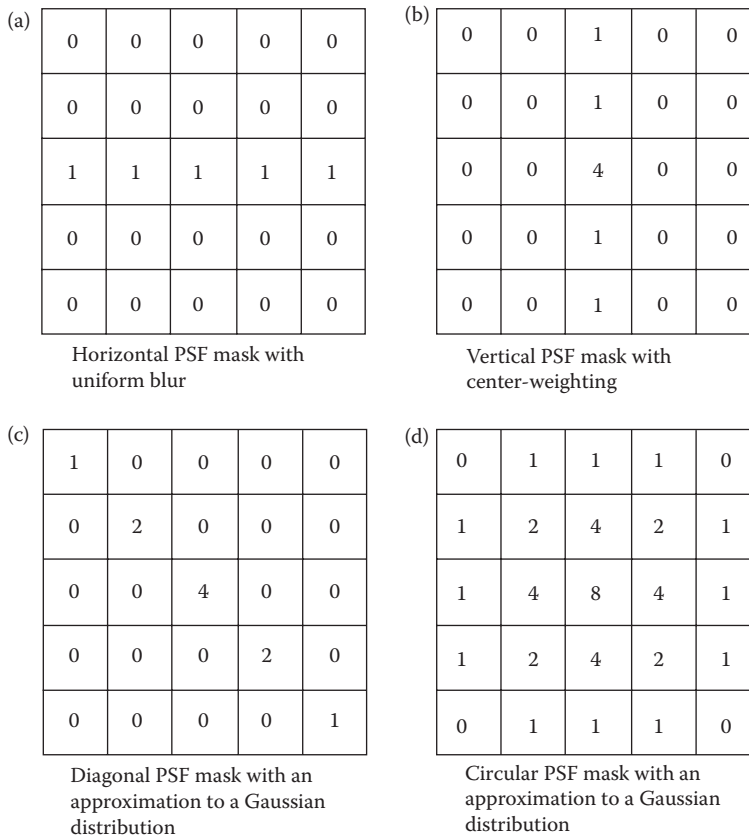 (a)
0 0 0 0 0
0 0 0 0 0
1 1 1 1 1
0 0 0 0 0
0 0 0 0 0
Horizontal PSF mask with
uniform blur
(b)
0 0 1 0 0
0 0 1 0 0
0 0 4 0 0
0 0 1 0 0
0 0 1 0 0
Vertical PSF mask with
center-weighting
(c)
1 0 0 0 0
0 2 0 0 0
0 0 4 0 0
0 0 0 2 0
0 0 0 0 1
Diagonal PSF mask with an
approximation to a Gaussian
distribution
(d)
0 1 1 1 0
1 2 4 2 1
1 4 8 4 1
1 2 4 2 1
0 1 1 1 0
Circular PSF mask with an
approximation to a Gaussian
distribution